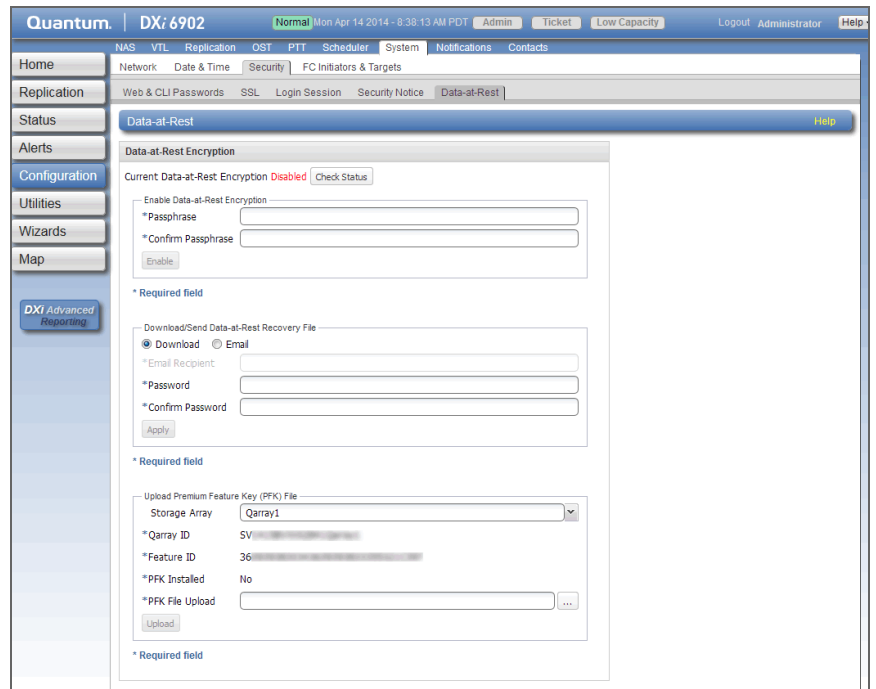 Quantum. DXi 6902 Normal Mon Apr 14 2014 - 8:38:13 AM PDT Admin Ticket Low Capacity Logout Administrator Help
NAS VTL Replication OST PTT Scheduler System Notifications Contacts
Home
Network Date & Time Security FC Initiators & Targets
Replication
Web & CLI Passwords SSL Login Session Security Notice Data-at-Rest
Status
Data-at-Rest Help
Alerts
Data-at-Rest Encryption
Configuration
Current Data-at-Rest Encryption Disabled Check Status
Utilities
Enable Data-at-Rest Encryption
*Passphrase
Wizards
*Confirm Passphrase
Map
Enable
* Required field
DXi Advanced
Reporting
Download/Send Data-at-Rest Recovery File
Download Email
*Email Recipient
*Password
*Confirm Password
Apply
* Required field
Upload Premium Feature Key (PFK) File
Storage Array Qarray1
*Qarray ID SV
*Feature ID 36
*PFK Installed No
*PFK File Upload ...
Upload
* Required field